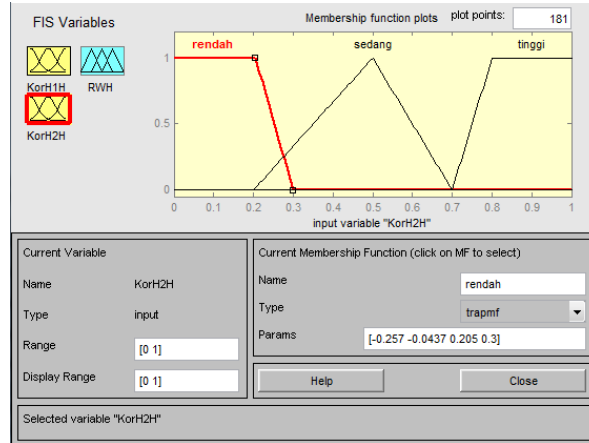 FIS Variables
Membership function plots
plot points:
181
KorH1H
RWH
KorH2H
rendah
sedang
tinggi
1
0.5
0
0 0.1 0.2 0.3 0.4 0.5 0.6 0.7 0.8 0.9 1
input variable "KorH2H"
Current Variable
Name
KorH2H
Type
input
Range
[0 1]
Display Range
[0 1]
Current Membership Function (click on MF to select)
Name
rendah
Type
trapmf
Params
[-0.257 -0.0437 0.205 0.3]
Help
Close
Selected variable "KorH2H"